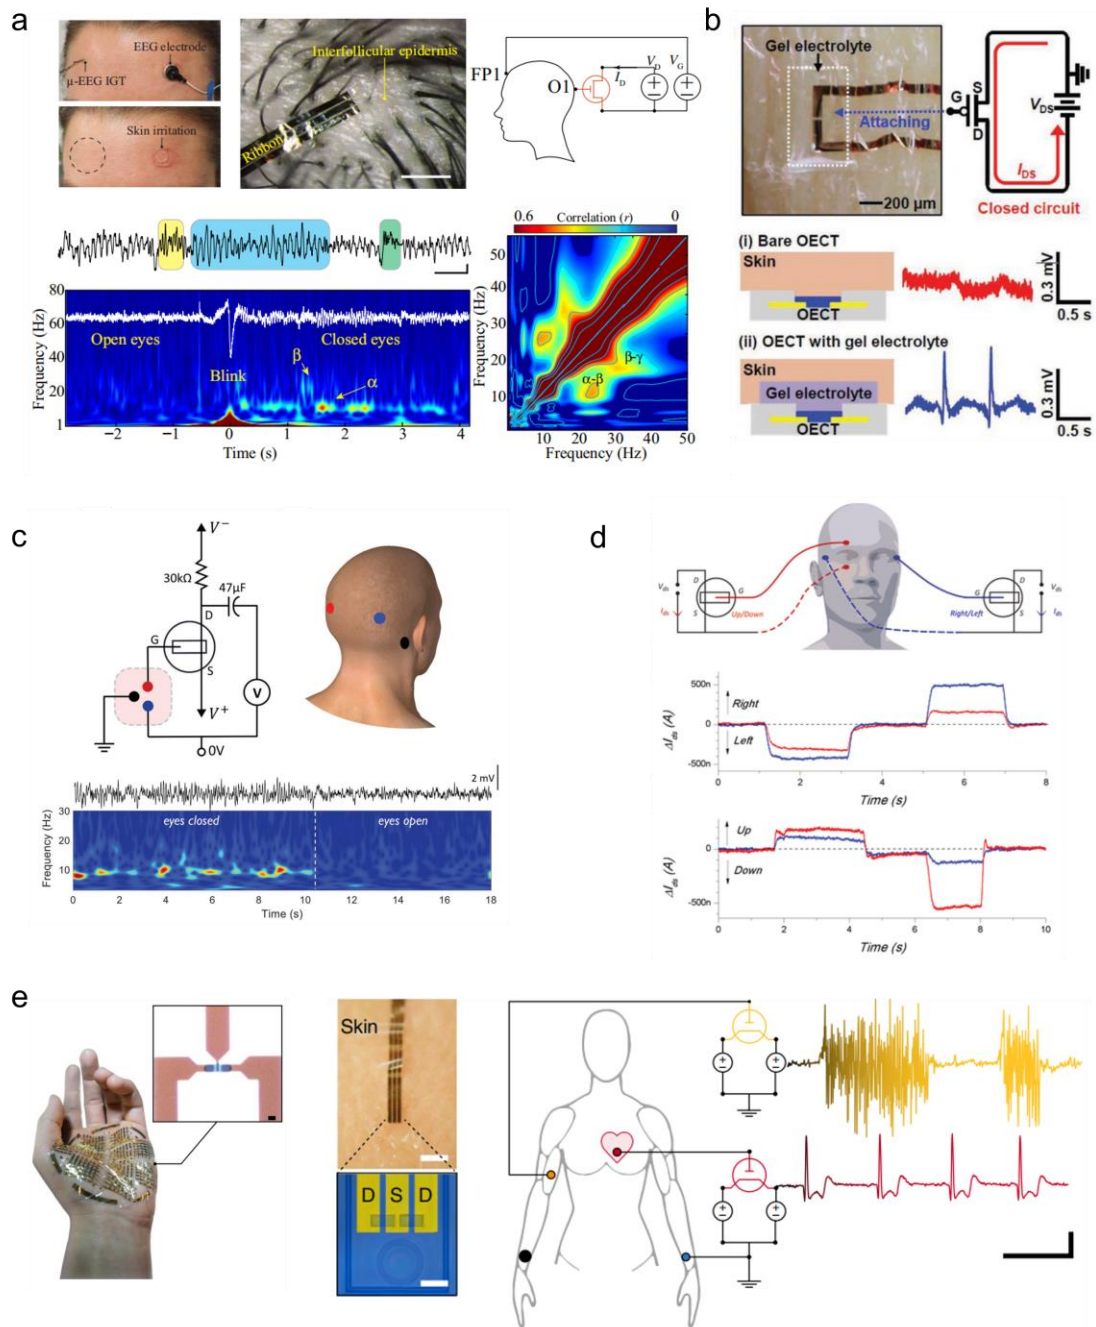 a
EEG electrode
μ-EEG IGT
Skin irritation
Interfollicular epidermis
Ribbon
FP1
O1
I_D
V_D
V_G
80
60
40
20
1
Frequency (Hz)
Open eyes
Closed eyes
Blink
β
α
−2
−1
0
1
2
3
4
Time (s)
0.6
Correlation (r)
0
50
40
30
20
10
β-γ
α-β
10
20
30
40
50
Frequency (Hz)
b
Gel electrolyte
Attaching
200 μm
G
S
D
V_DS
I_DS
Closed circuit
(i) Bare OECT
Skin
OECT
0.3 mV
0.5 s
(ii) OECT with gel electrolyte
Skin
Gel electrolyte
OECT
0.3 mV
0.5 s
c
V⁻
30kΩ
47μF
D
G
S
V
V⁺
0V
2 mV
30
20
10
Frequency (Hz)
eyes closed
eyes open
0
2
4
6
8
10
12
14
16
18
Time (s)
d
V_ds
I_ds
D
G
S
Up/Down
Right/Left
G
D
S
V_ds
I_ds
500n
0
-500n
ΔI_ds (A)
Right
Left
0
2
4
6
8
Time (s)
0
-500n
ΔI_ds (A)
Up
Down
0
2
4
6
8
10
Time (s)
e
Skin
D S D